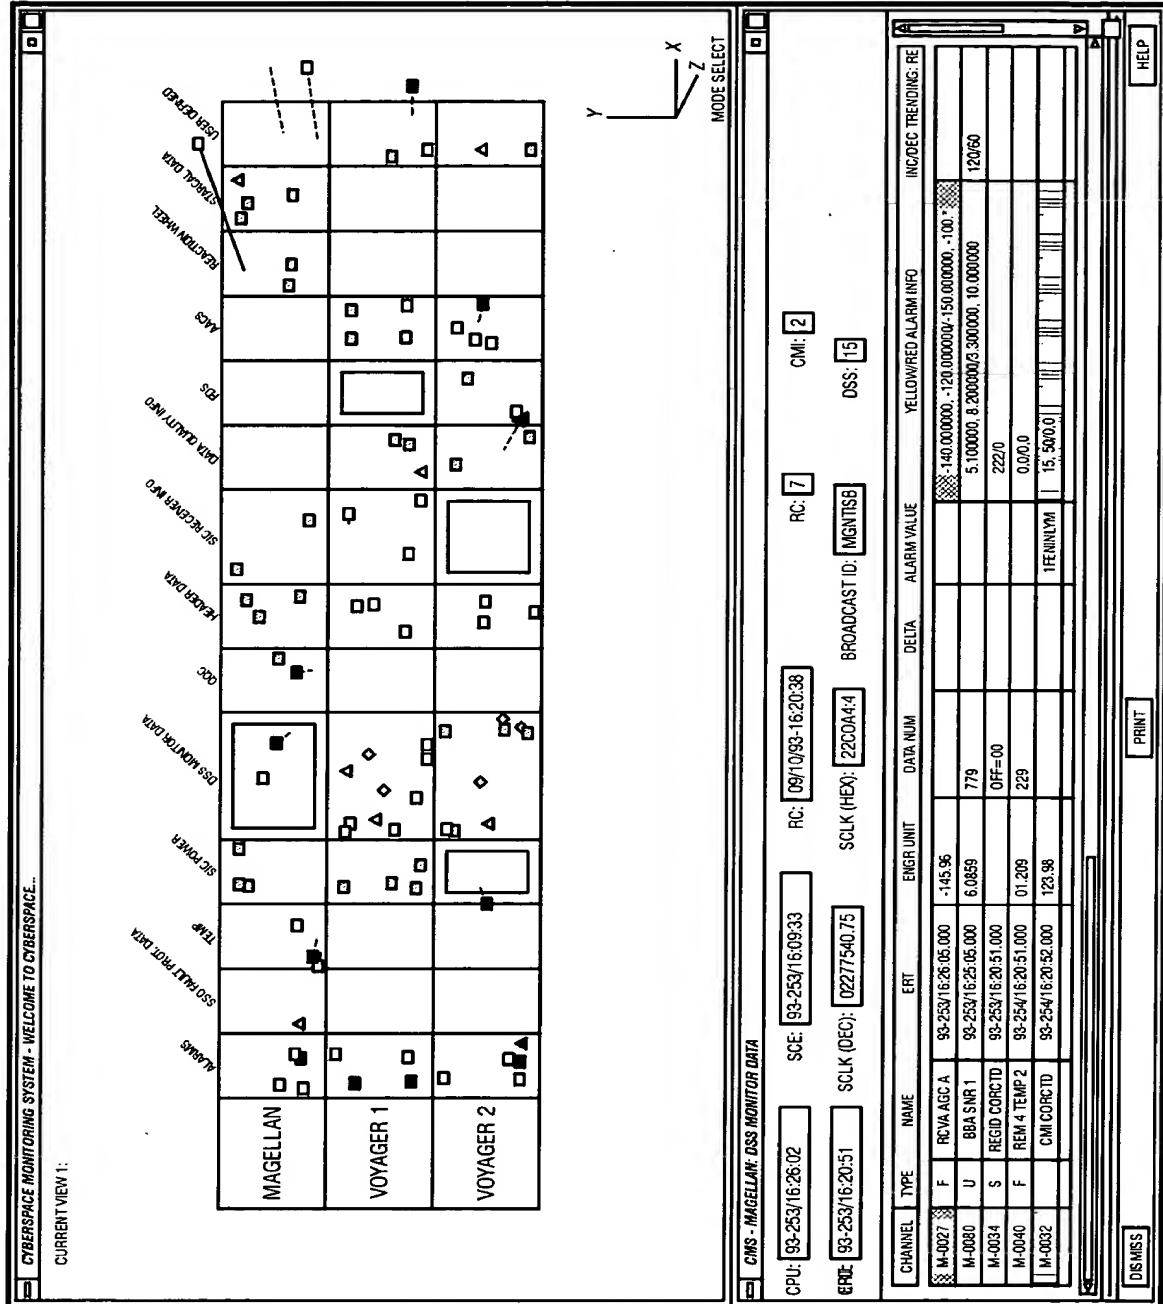 CYBERSPACE MONITORING SYSTEM - WELCOME TO CYBERSPACE...
CURRENT VIEW 1:
ALARMS
SSO FAULT PROT. DATA
TEMP
S/C POWER
DSS MONITOR DATA
QQC
HEADER DATA
S/C RECEIVER INFO
DATA QUALITY INFO
FDS
AACS
REACTION WHEEL
STARCAL DATA
USER DEFINED
MAGELLAN
VOYAGER 1
VOYAGER 2
Y
X
Z
MODE SELECT
CMS - MAGELLAN: DSS MONITOR DATA
CPU: 93-253/16:26:02 SCE: 93-253/16:09:33 RC: 09/10/93-16:20:38 RC: 7 CMI: 2
93-253/16:20:51 SCLK (DEC): 02277540.75 SCLK (HEX): 22C0A4:4 BROADCAST ID: MGNTISB DSS: 15
CHANNEL TYPE NAME ERT ENGR UNIT DATA NUM DELTA ALARM VALUE YELLOW/RED ALARM INFO INC/DEC TRENDING: RE
M-0027 F RCVA AGC A 93-253/16:26:05.000 -145.96 -140.000000, -120.000000/-150.000000, -100.*
M-0080 U BBA SNR 1 93-253/16:25:05.000 6.0859 779 5.100000, 8.200000/3.300000, 10.000000 120/60
M-0034 S REGID CORCTD 93-253/16:20:51.000 OFF=00 222/0
M-0040 F REM 4 TEMP 2 93-254/16:20:51.000 01.209 229 0.0/0.0
M-0032 CMI CORCTD 93-254/16:20:52.000 123.98 1FENINLYM 15, 50/0.0
DISMISS PRINT HELP